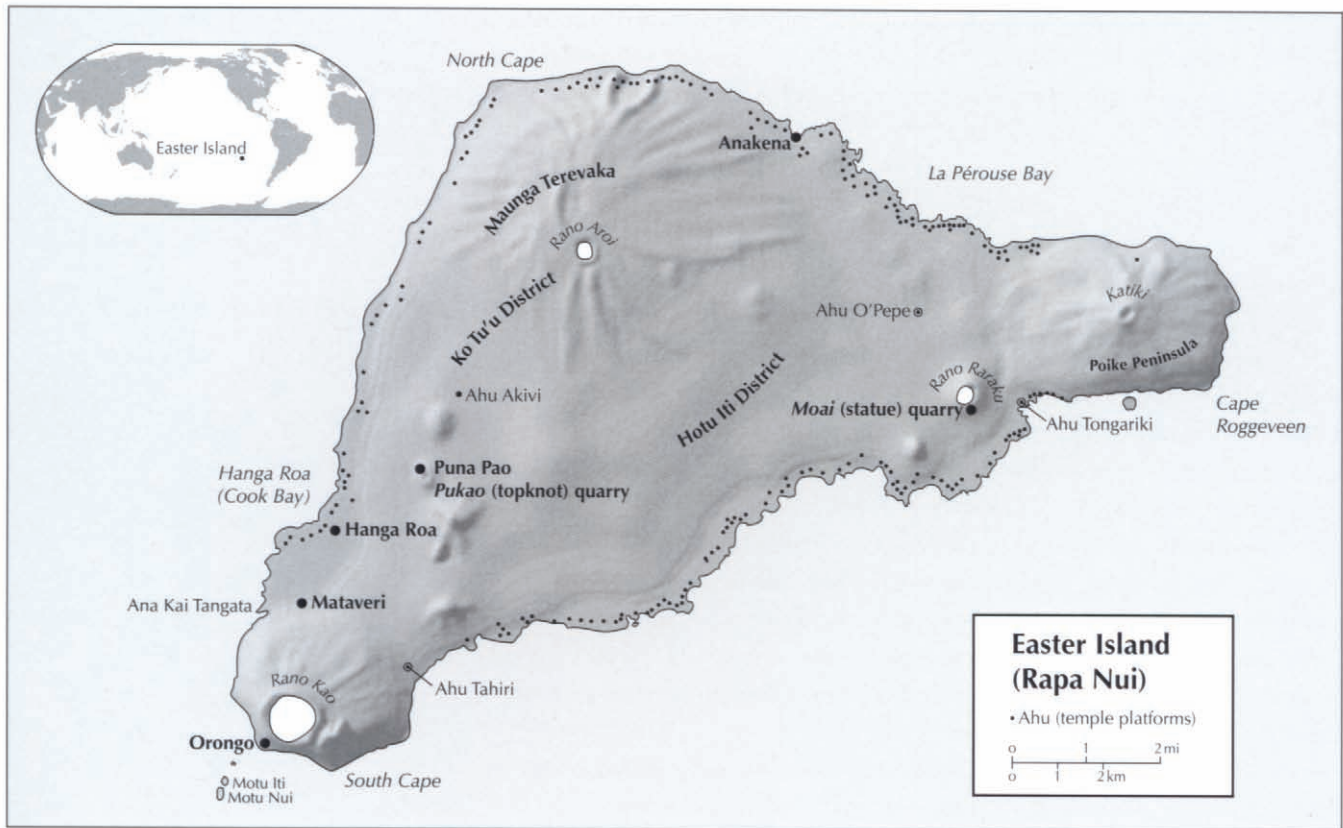 North Cape
Easter Island
Anakena
La Pérouse Bay
Maunga Terevaka
Rano Aroi
Ko Tu'u District
Ahu O'Pepe
Katiki
Poike Peninsula
Rano Raraku
Ahu Akivi
Hotu Iti District
Moai (statue) quarry
Ahu Tongariki
Cape
Roggeveen
Hanga Roa
(Cook Bay)
Puna Pao
Pukao (topknot) quarry
Hanga Roa
Ana Kai Tangata
Mataveri
Rano Kao
Ahu Tahiri
Orongo
Motu Iti
Motu Nui
South Cape
Easter Island
(Rapa Nui)
• Ahu (temple platforms)
0 1 2 mi
0 1 2 km